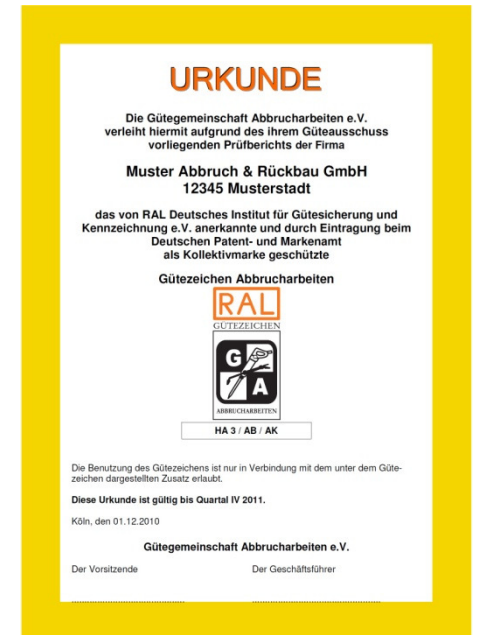 URKUNDE
Die Gütegemeinschaft Abbrucharbeiten e.V.
verleiht hiermit aufgrund des ihrem Güteausschuss
vorliegenden Prüfberichts der Firma
Muster Abbruch & Rückbau GmbH
12345 Musterstadt
das von RAL Deutsches Institut für Gütesicherung und
Kennzeichnung e.V. anerkannte und durch Eintragung beim
Deutschen Patent- und Markenamt
als Kollektivmarke geschützte
Gütezeichen Abbrucharbeiten
RAL
GÜTEZEICHEN
G
A
ABBRUCHARBEITEN
HA 3 / AB / AK
Die Benutzung des Gütezeichens ist nur in Verbindung mit dem unter dem Güte-
zeichen dargestellten Zusatz erlaubt.
Diese Urkunde ist gültig bis Quartal IV 2011.
Köln, den 01.12.2010
Gütegemeinschaft Abbrucharbeiten e.V.
Der Vorsitzende Der Geschäftsführer